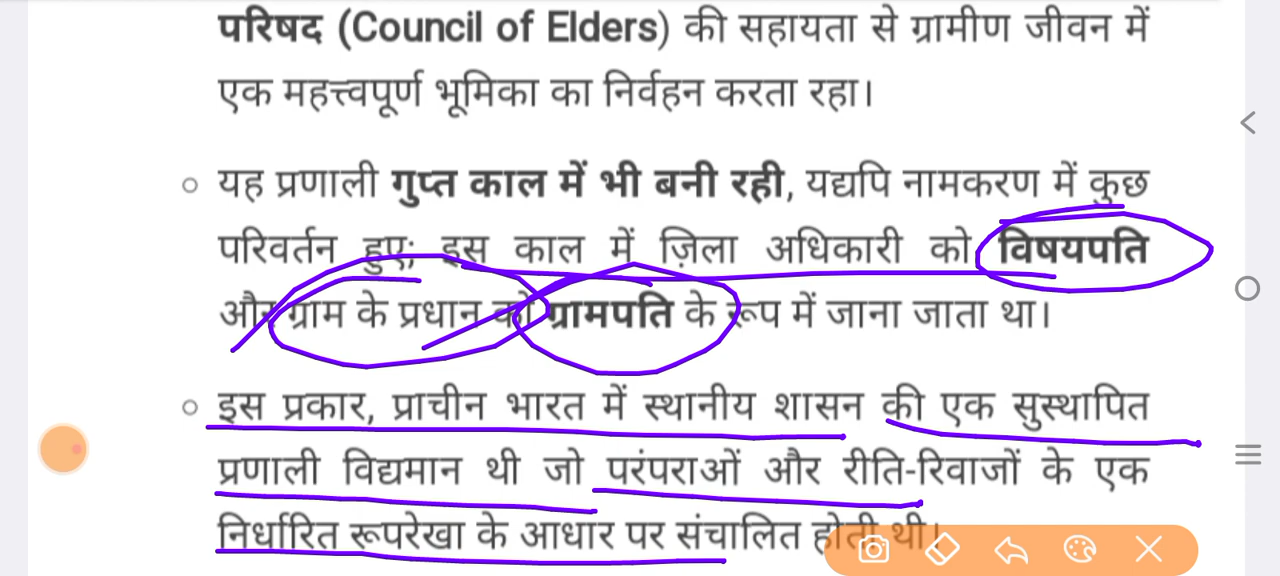 परिषद (Council of Elders) की सहायता से ग्रामीण जीवन में
एक महत्त्वपूर्ण भूमिका का निर्वहन करता रहा।
यह प्रणाली गुप्त काल में भी बनी रही, यद्यपि नामकरण में कुछ
परिवर्तन हुए; इस काल में ज़िला अधिकारी को विषयपति
और ग्राम के प्रधान को ग्रामपति के रूप में जाना जाता था।
इस प्रकार, प्राचीन भारत में स्थानीय शासन की एक सुस्थापित
प्रणाली विद्यमान थी जो परंपराओं और रीति-रिवाजों के एक
निर्धारित रूपरेखा के आधार पर संचालित होती थी।